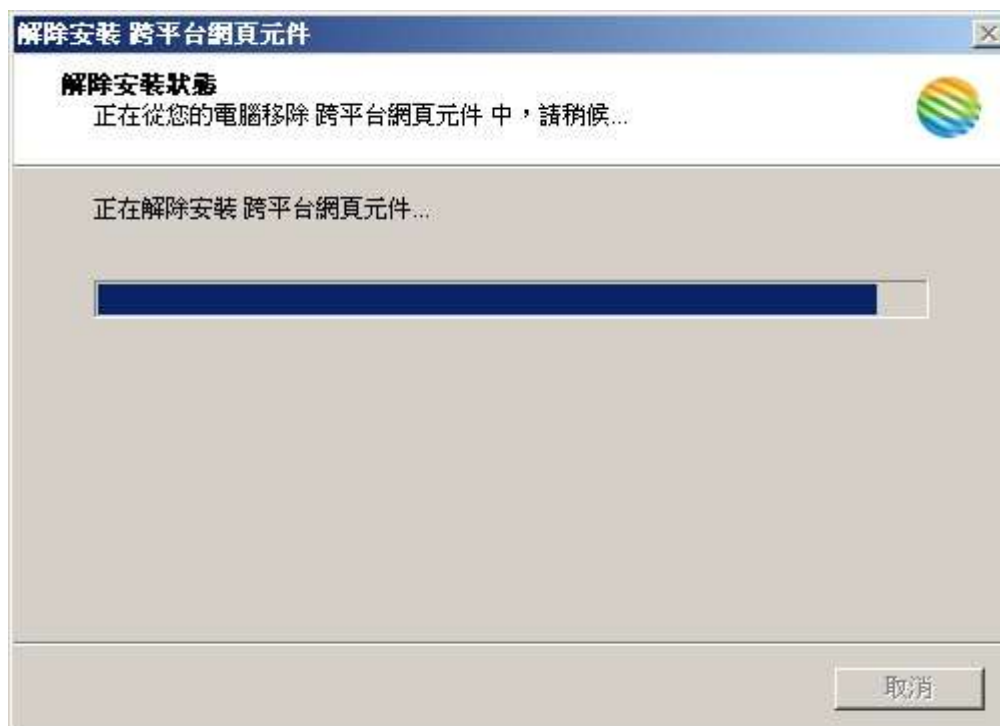 解除安裝 跨平台網頁元件
解除安裝狀態
正在從您的電腦移除 跨平台網頁元件 中，請稍候...
正在解除安裝 跨平台網頁元件...
取消